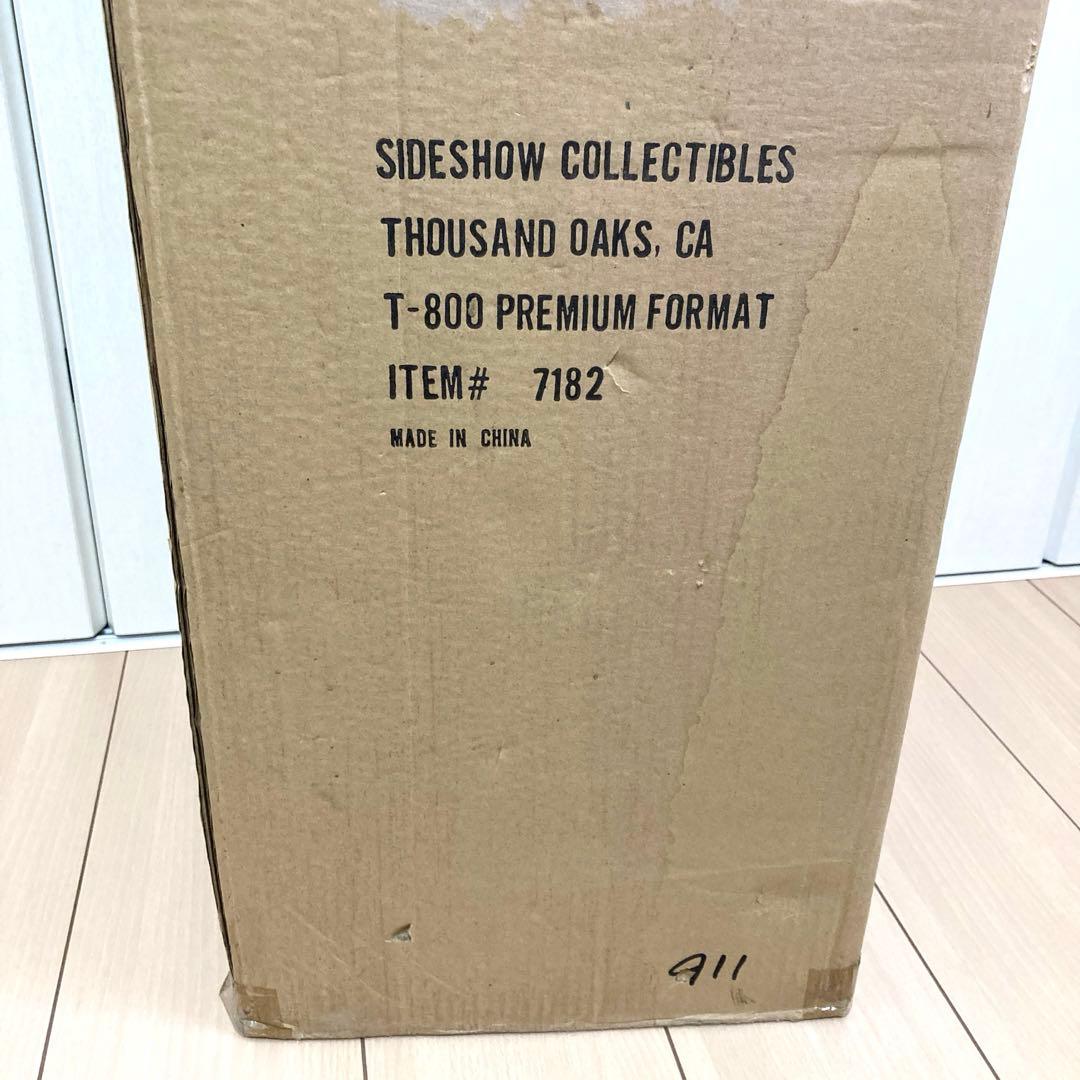 SIDESHOW COLLECTIBLES
THOUSAND OAKS, CA
T-800 PREMIUM FORMAT
ITEM# 7182
MADE IN CHINA
911